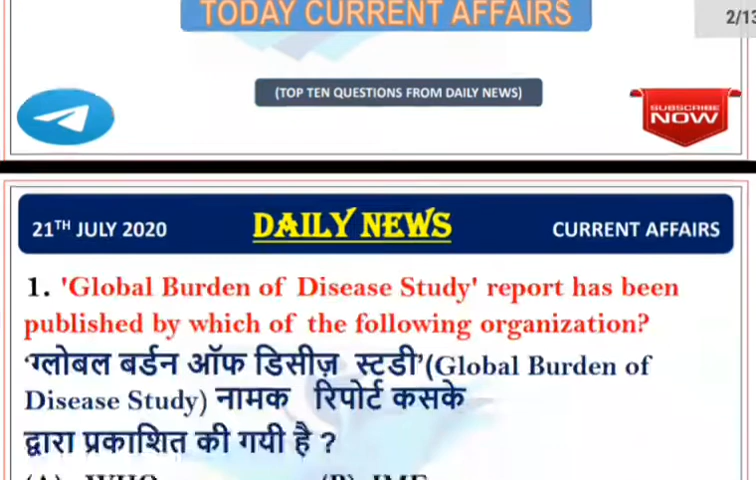 TODAY CURRENT AFFAIRS
2/13
(TOP TEN QUESTIONS FROM DAILY NEWS)
SUBSCRIBE
NOW
21TH JULY 2020 DAILY NEWS CURRENT AFFAIRS
1. 'Global Burden of Disease Study' report has been
published by which of the following organization?
‘ग्लोबल बर्डन ऑफ डिसीज़ स्टडी’(Global Burden of
Disease Study) नामक रिपोर्ट कसके
द्वारा प्रकाशित की गयी है ?
(A) WHO (B) IMF